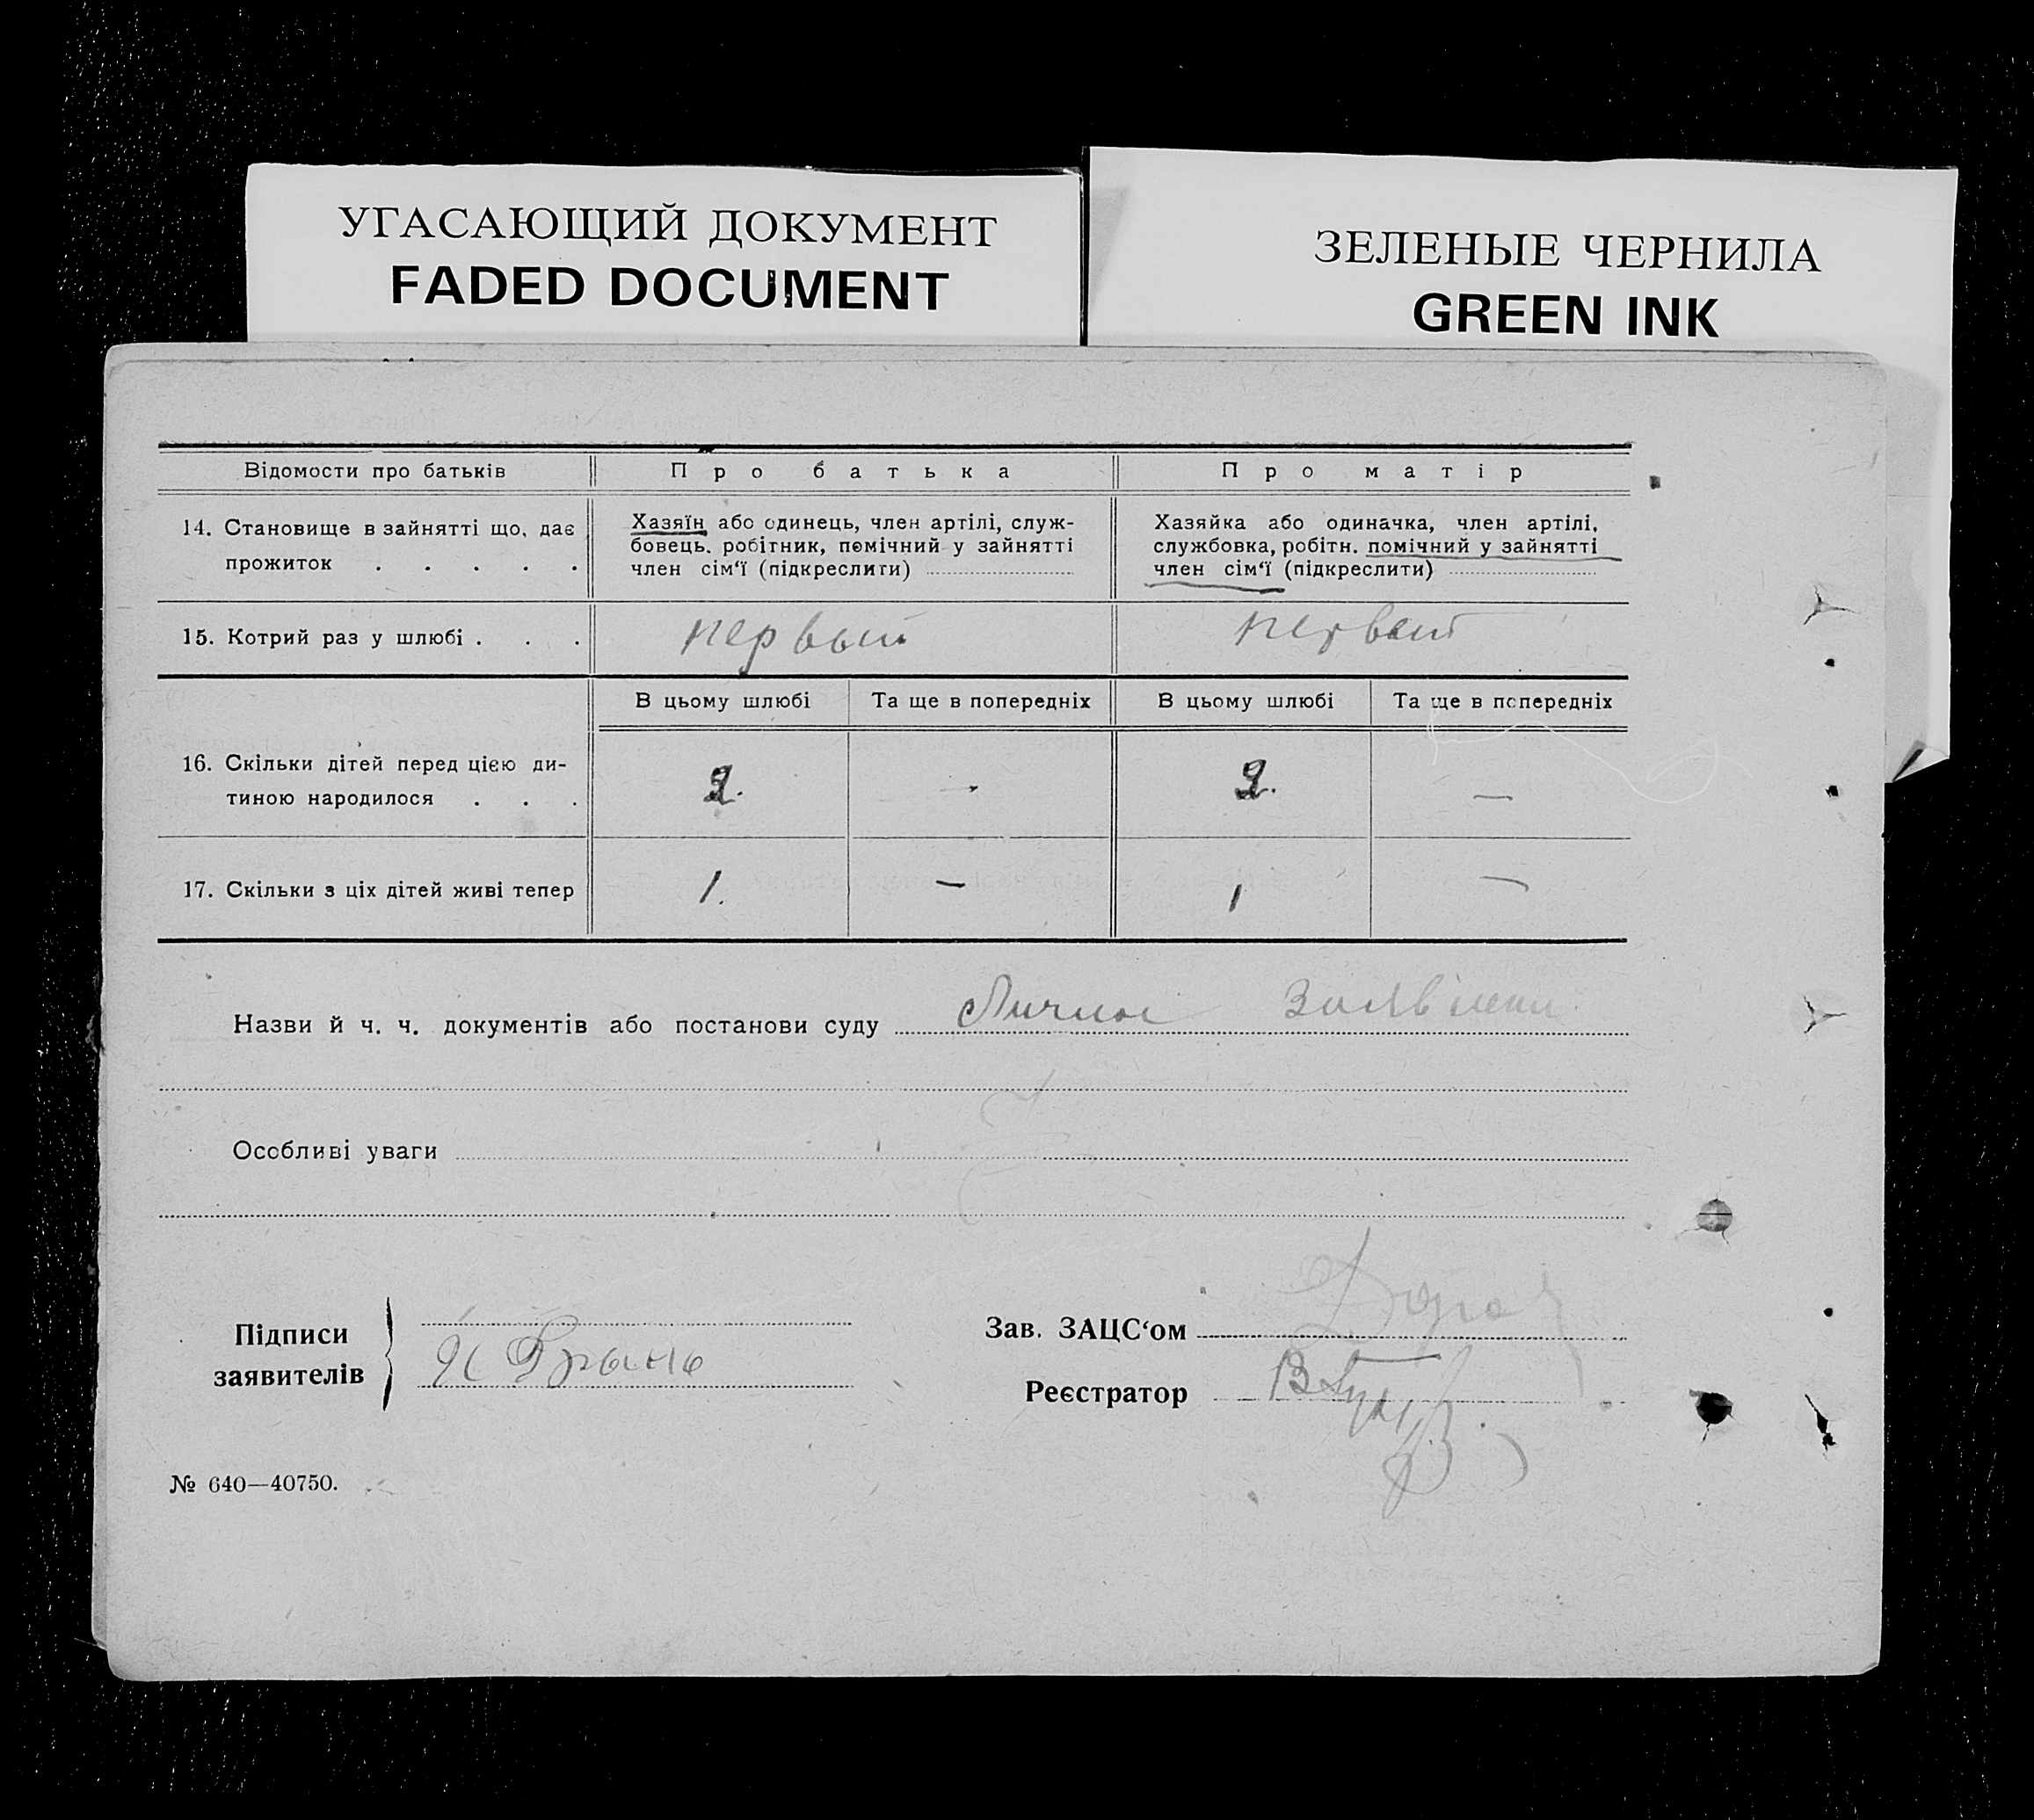 УГАСАЮЩИЙ ДОКУМЕНТ
FADED DOCUMENT
ЗЕЛЕНЫЕ ЧЕРНИЛА
GREEN INK
Відомости про батьків
Про батька
Про матір
14. Становище в зайнятті що, дає
прожиток . . . . .
Хазяїн або одинець, член артілі, служ-
бовець. робітник, помічний у зайнятті
член сім‘ї (підкреслити)
Хазяйка або одиначка, член артілі,
службовка, робітн. помічний у зайнятті
член сім‘ї (підкреслити)
15. Котрий раз у шлюбі . . .
первый
первый
В цьому шлюбі
Та ще в попередніх
В цьому шлюбі
Та ще в попередніх
16. Скільки дітей перед цією ди-
тиною народилося . . .
2.
-
2.
—
17. Скільки з ціх дітей живі тепер
1.
—
1
—
Назви й ч. ч. документів або постанови суду Личное
Особливі уваги
Підписи
заявителів
Зав. ЗАЦС‘ом
Реєстратор
№ 640—40750.